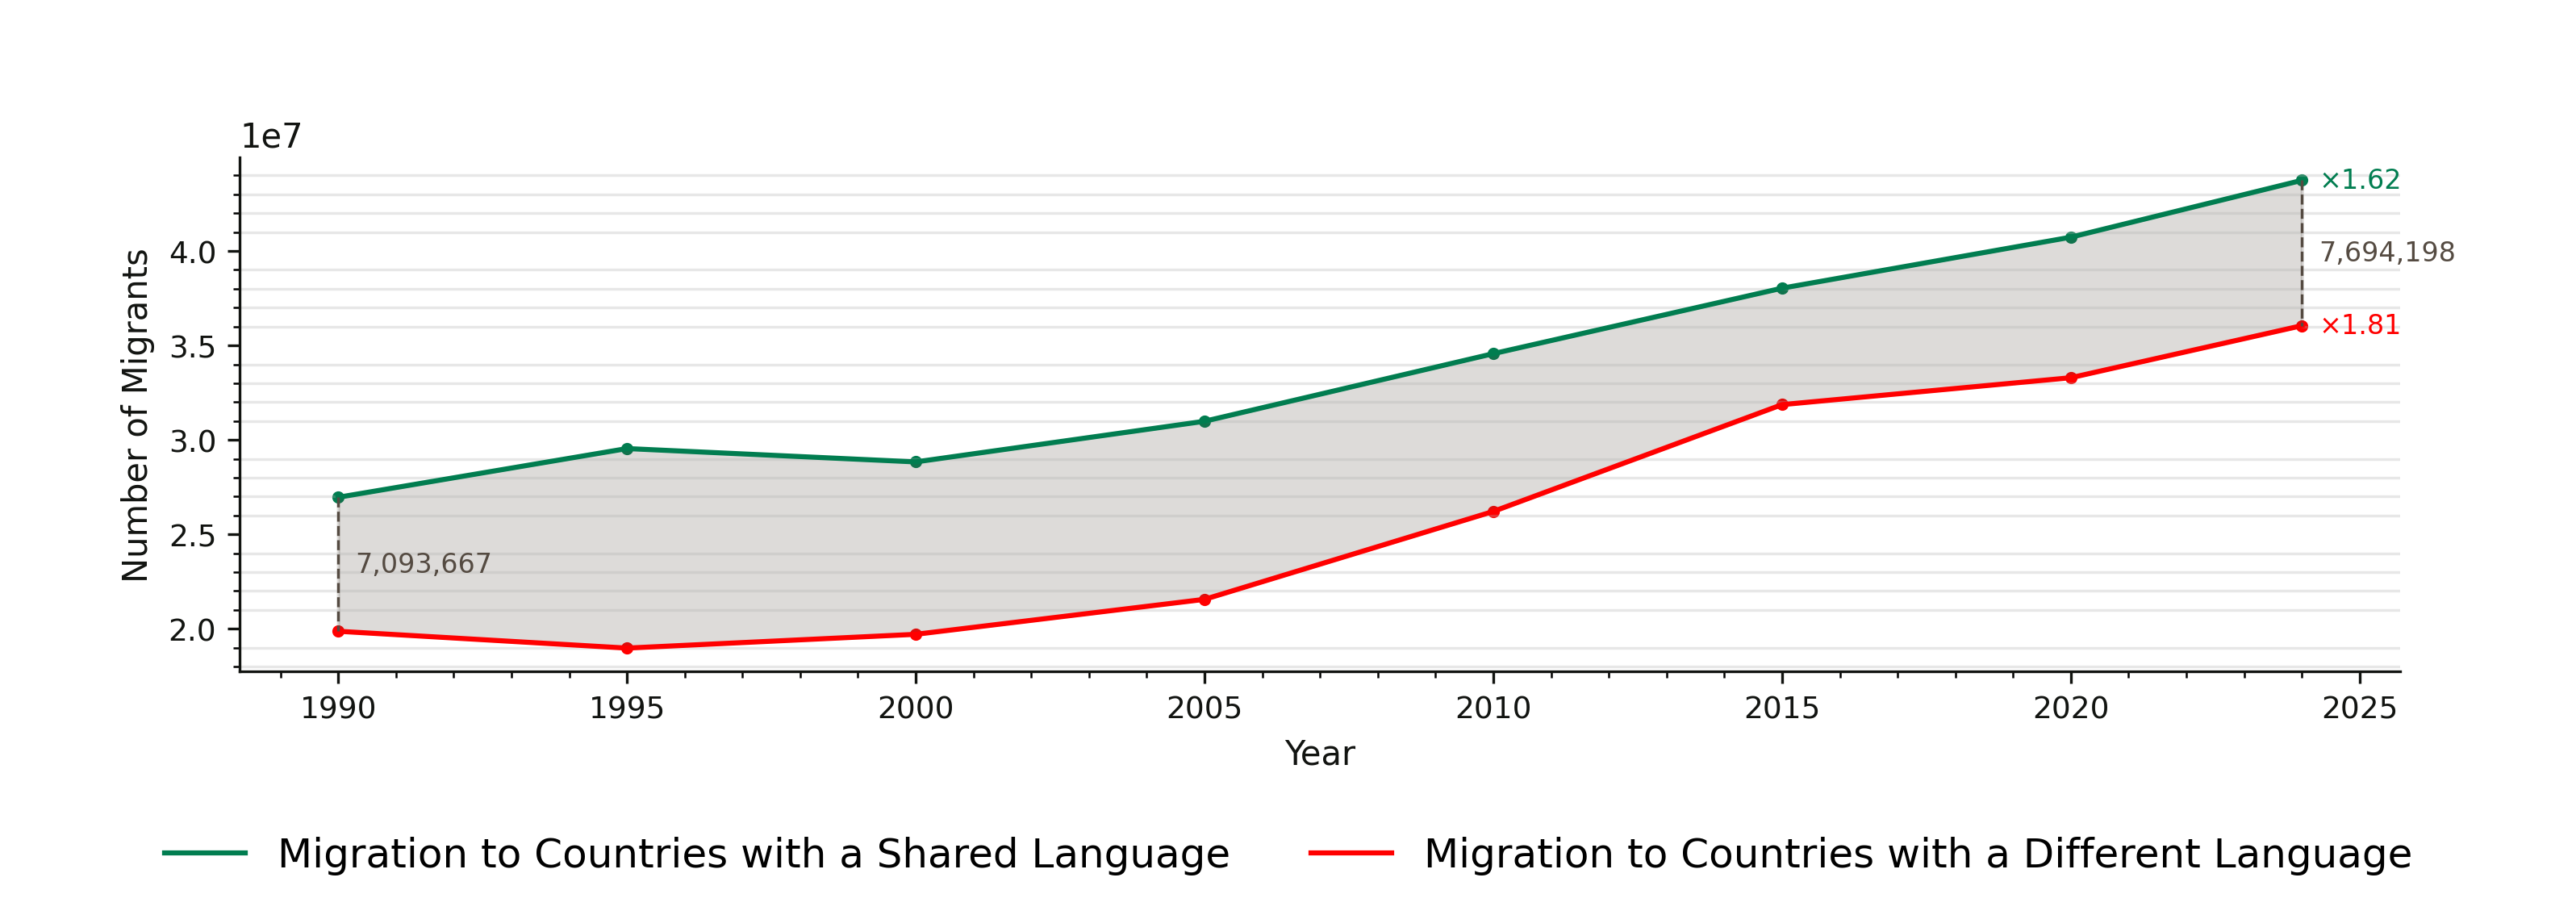 1e7
Number of Migrants
4.0
3.5
3.0
2.5
2.0
×1.62
7,694,198
×1.81
7,093,667
1990 1995 2000 2005 2010 2015 2020 2025
Year
Migration to Countries with a Shared Language
Migration to Countries with a Different Language